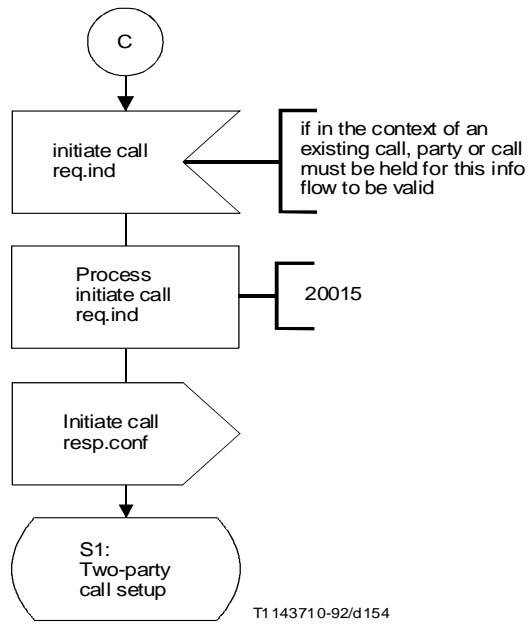 C
initiate call
req.ind
if in the context of an
existing call, party or call
must be held for this info
flow to be valid
Process
initiate call
req.ind
20015
Initiate call
resp.conf
S1:
Two-party
call setup
T1143710-92/d154